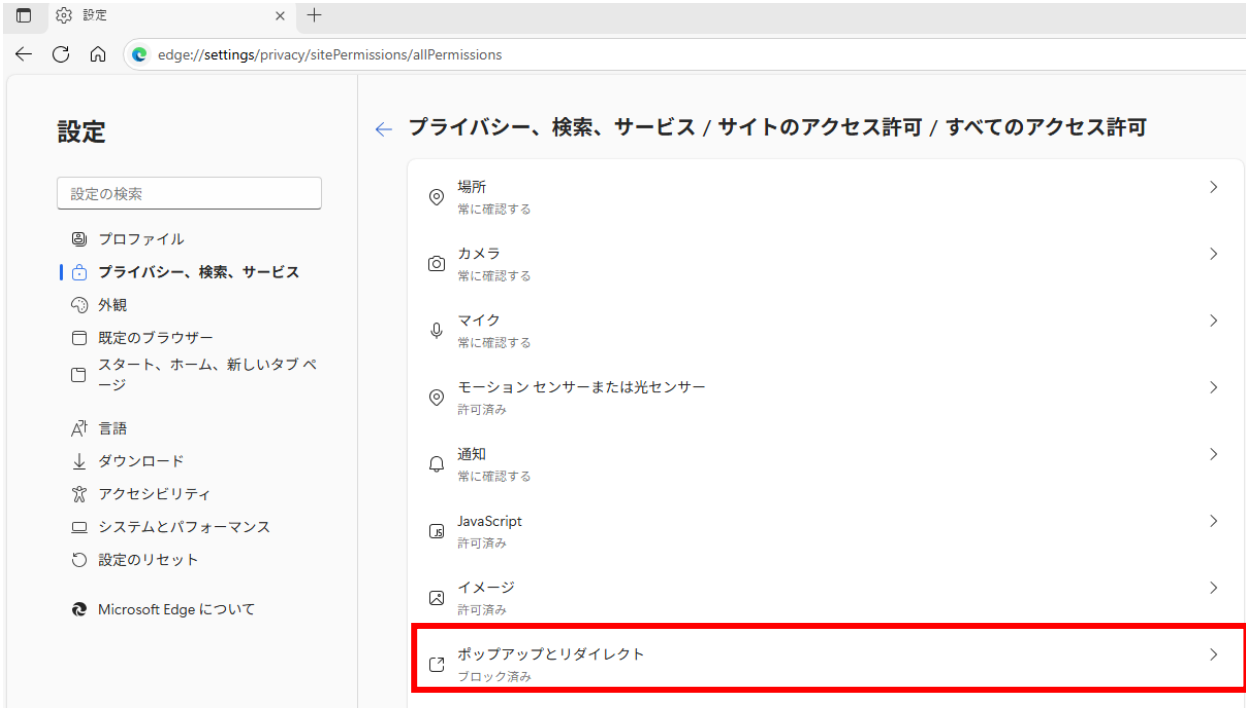 設定
edge://settings/privacy/sitePermissions/allPermissions
設定
設定の検索
プロファイル
プライバシー、検索、サービス
外観
既定のブラウザー
スタート、ホーム、新しいタブ ペ
ージ
言語
ダウンロード
アクセシビリティ
システムとパフォーマンス
設定のリセット
Microsoft Edge について
プライバシー、検索、サービス / サイトのアクセス許可 / すべてのアクセス許可
場所
常に確認する
カメラ
常に確認する
マイク
常に確認する
モーション センサーまたは光センサー
許可済み
通知
常に確認する
JavaScript
許可済み
イメージ
許可済み
ポップアップとリダイレクト
ブロック済み